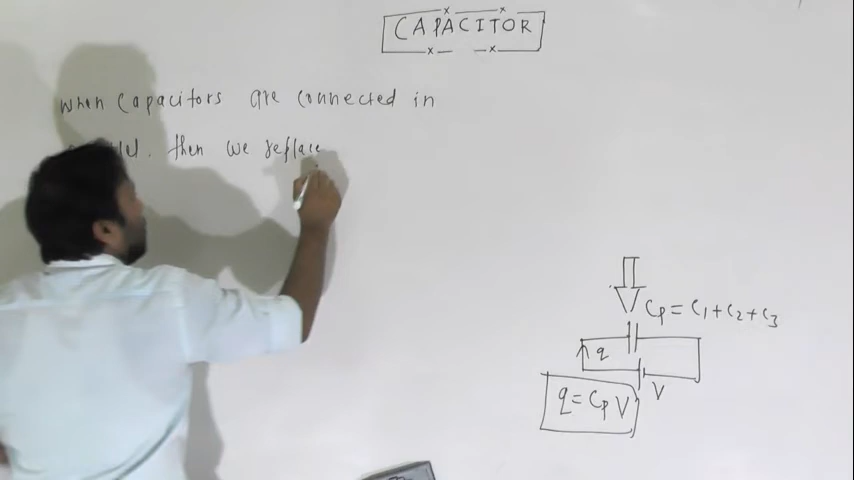 CAPACITOR
when capacitors are connected in
then we replace
Cp = C1+C2+C3
q
V
q = Cp V